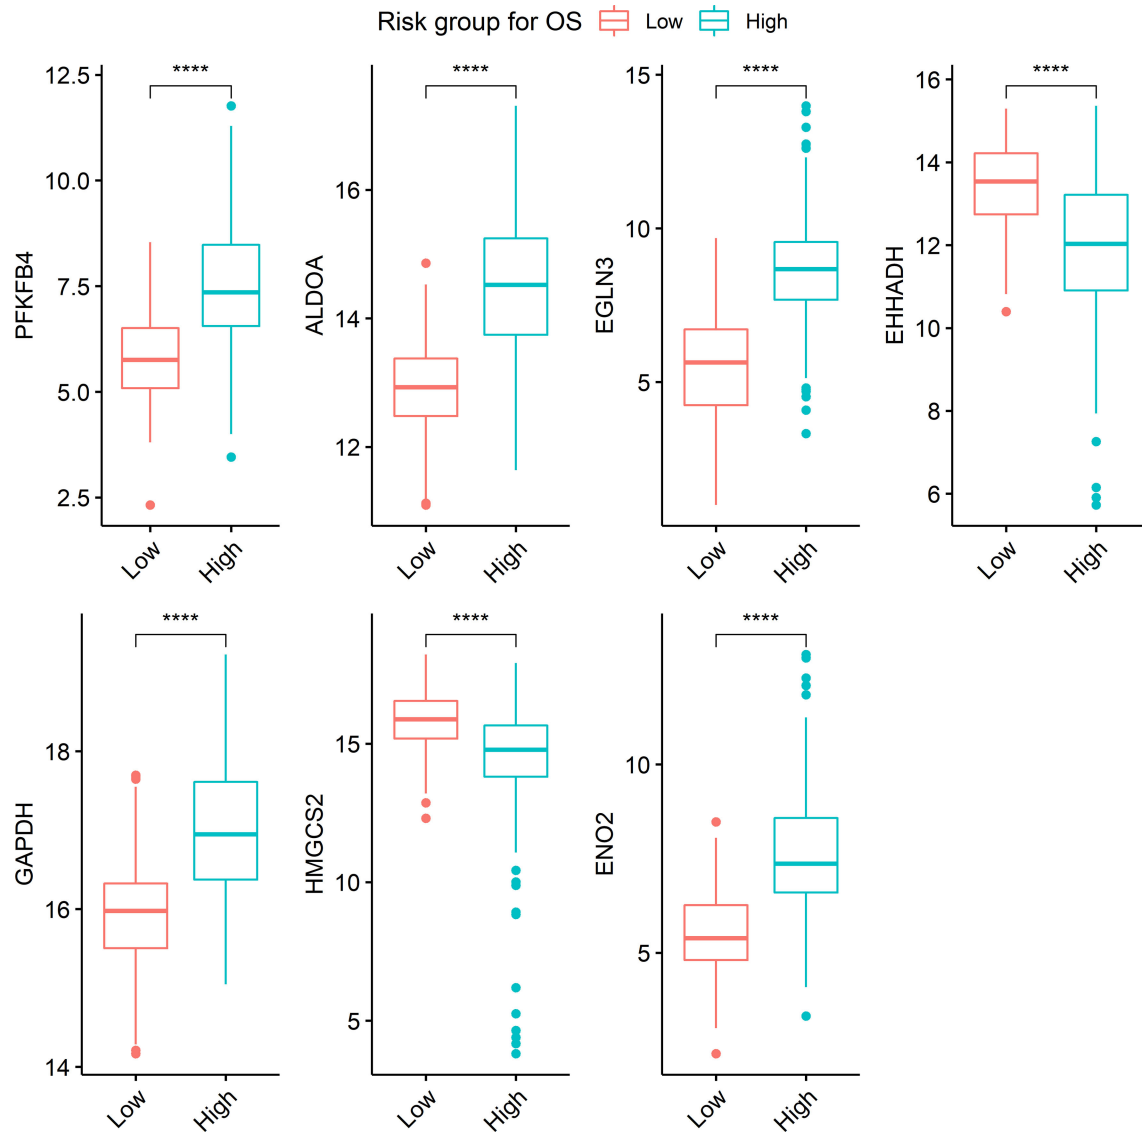 Risk group for OS Low High
PFKFB4
12.5
10.0
7.5
5.0
2.5
****
Low
High
ALDOA
16
14
12
****
Low
High
EGLN3
15
10
5
****
Low
High
EHHADH
16
14
12
10
8
6
****
Low
High
GAPDH
18
16
14
****
Low
High
HMGCS2
15
10
5
****
Low
High
ENO2
10
5
****
Low
High